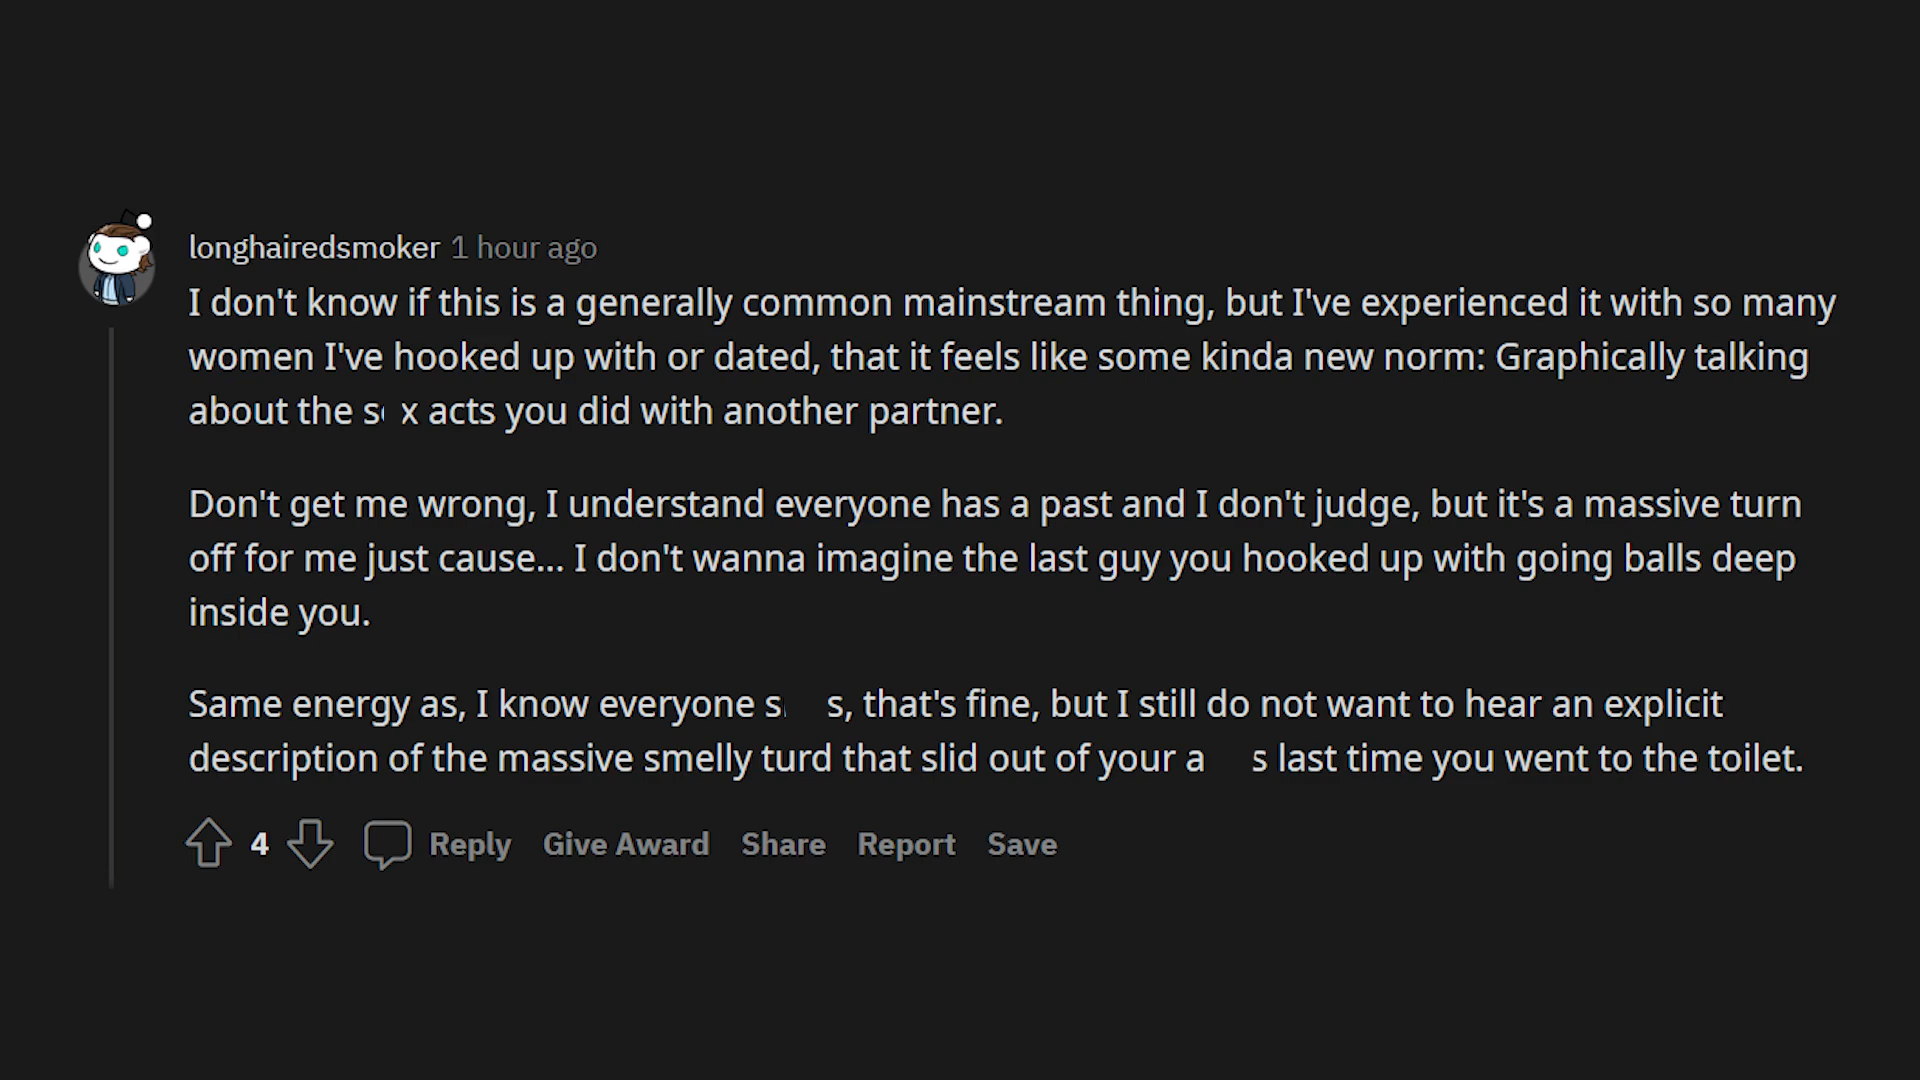 longhairedsmoker 1 hour ago
I don't know if this is a generally common mainstream thing, but I've experienced it with so many
women I've hooked up with or dated, that it feels like some kinda new norm: Graphically talking
about the s x acts you did with another partner.
Don't get me wrong, I understand everyone has a past and I don't judge, but it's a massive turn
off for me just cause... I don't wanna imagine the last guy you hooked up with going balls deep
inside you.
Same energy as, I know everyone s s, that's fine, but I still do not want to hear an explicit
description of the massive smelly turd that slid out of your a s last time you went to the toilet.
4 Reply Give Award Share Report Save